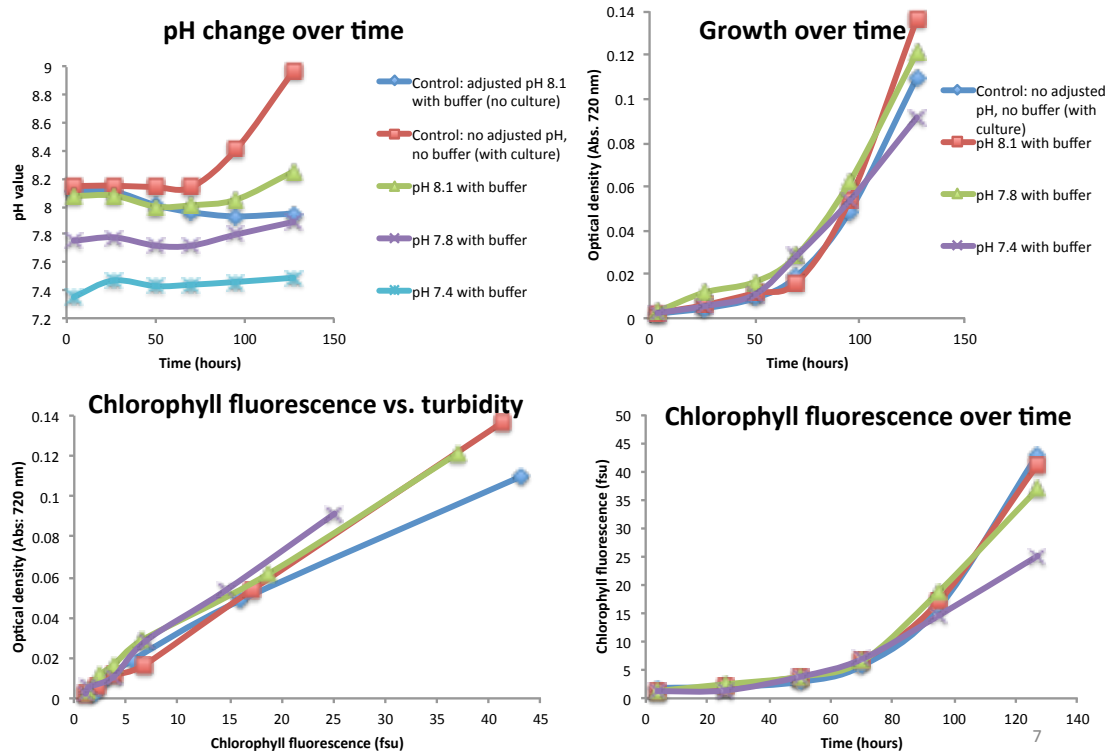 pH change over time
9
8.8
8.6
8.4
8.2
8
7.8
7.6
7.4
7.2
pH value
0
50
100
150
Time (hours)
Control: adjusted pH 8.1
with buffer (no culture)
Control: no adjusted pH,
no buffer (with culture)
pH 8.1 with buffer
pH 7.8 with buffer
pH 7.4 with buffer
Growth over time
0.14
0.12
0.1
0.08
0.06
0.04
0.02
0
Optical density (Abs. 720 nm)
0
50
100
150
Time (hours)
Control: no adjusted
pH, no buffer (with
culture)
pH 8.1 with buffer
pH 7.8 with buffer
pH 7.4 with buffer
Chlorophyll fluorescence vs. turbidity
0.14
0.12
0.1
0.08
0.06
0.04
0.02
0
Optical density (Abs: 720 nm)
0
5
10
15
20
25
30
35
40
45
Chlorophyll fluorescence (fsu)
Chlorophyll fluorescence over time
50
45
40
35
30
25
20
15
10
5
0
Chlorophyll fluorescence (fsu)
0
20
40
60
80
100
120
140
Time (hours)
7